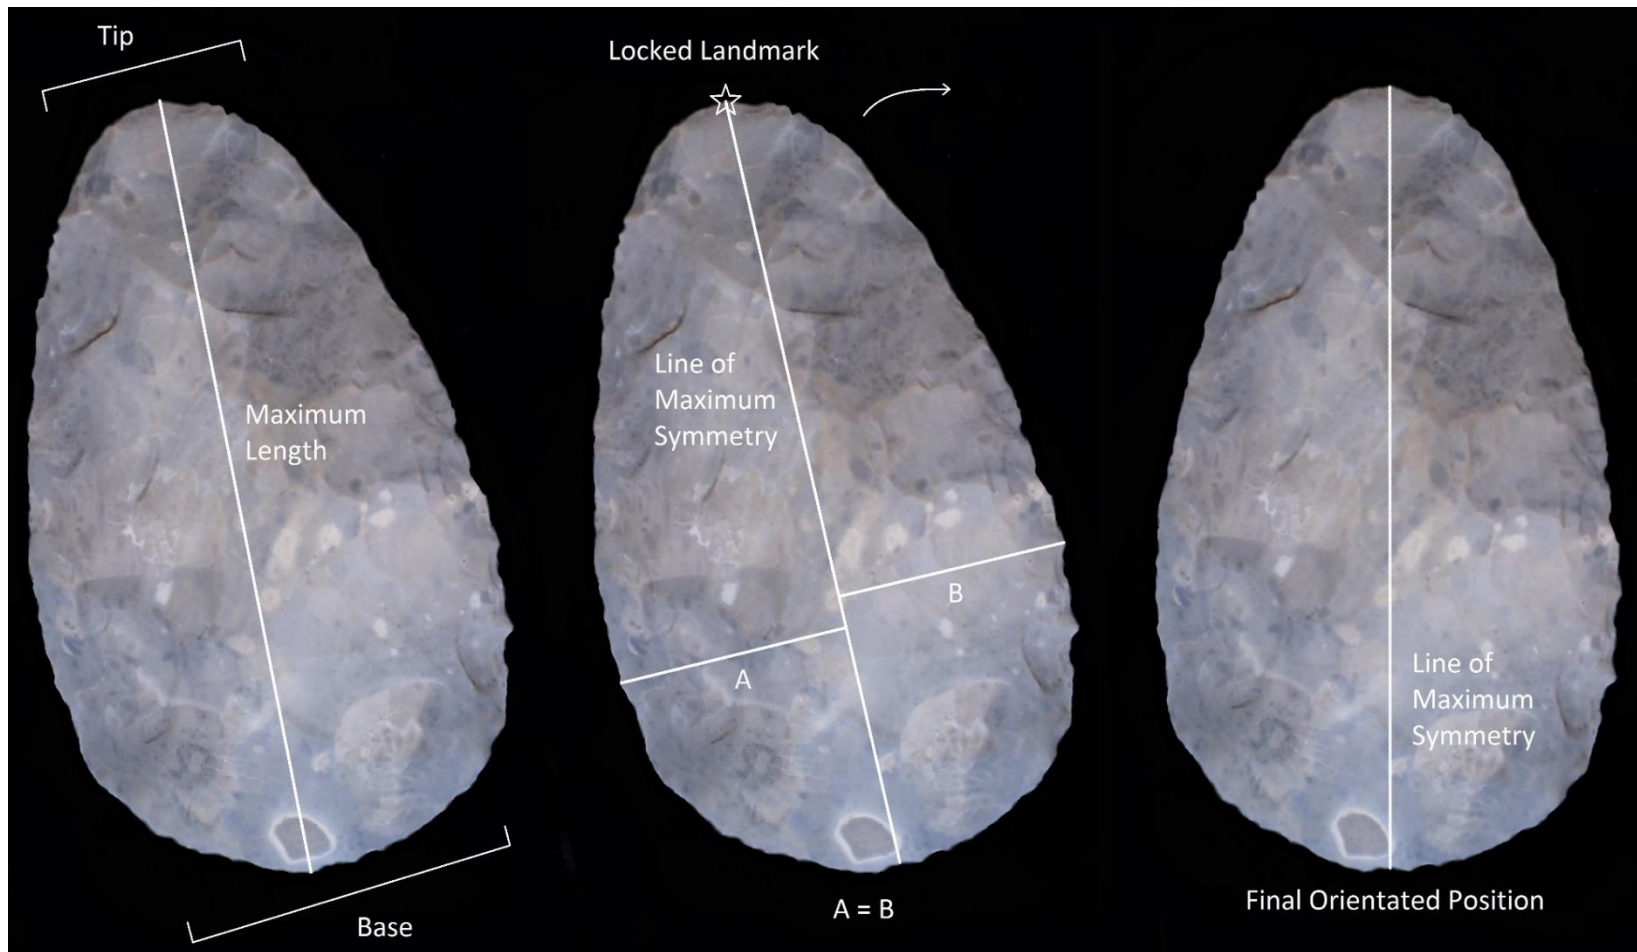 Tip
Maximum
Length
Base
Locked Landmark
Line of
Maximum
Symmetry
B
A
A = B
Line of
Maximum
Symmetry
Final Orientated Position